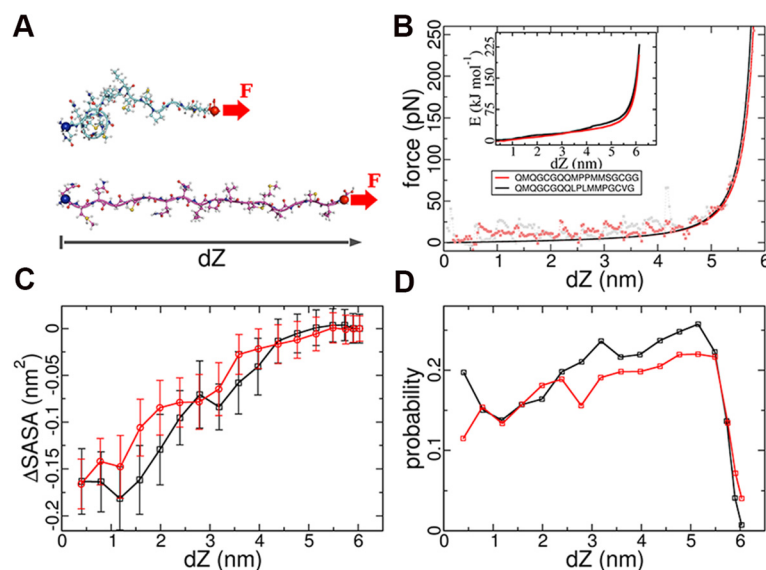 A
F
F
dZ
B
force (pN)
250
200
150
100
50
0
E (kJ mol⁻¹)
225
150
75
0
1 2 3 4 5 6
dZ (nm)
QMQGCGQQMPPMMSGCGG
QMQGCGQQLPLMMPGCVG
0 1 2 3 4 5 6
dZ (nm)
C
ΔSASA (nm²)
0
-0.05
-0.1
-0.15
-0.2
0 1 2 3 4 5 6
dZ (nm)
D
probability
0.2
0.1
0
0 1 2 3 4 5 6
dZ (nm)